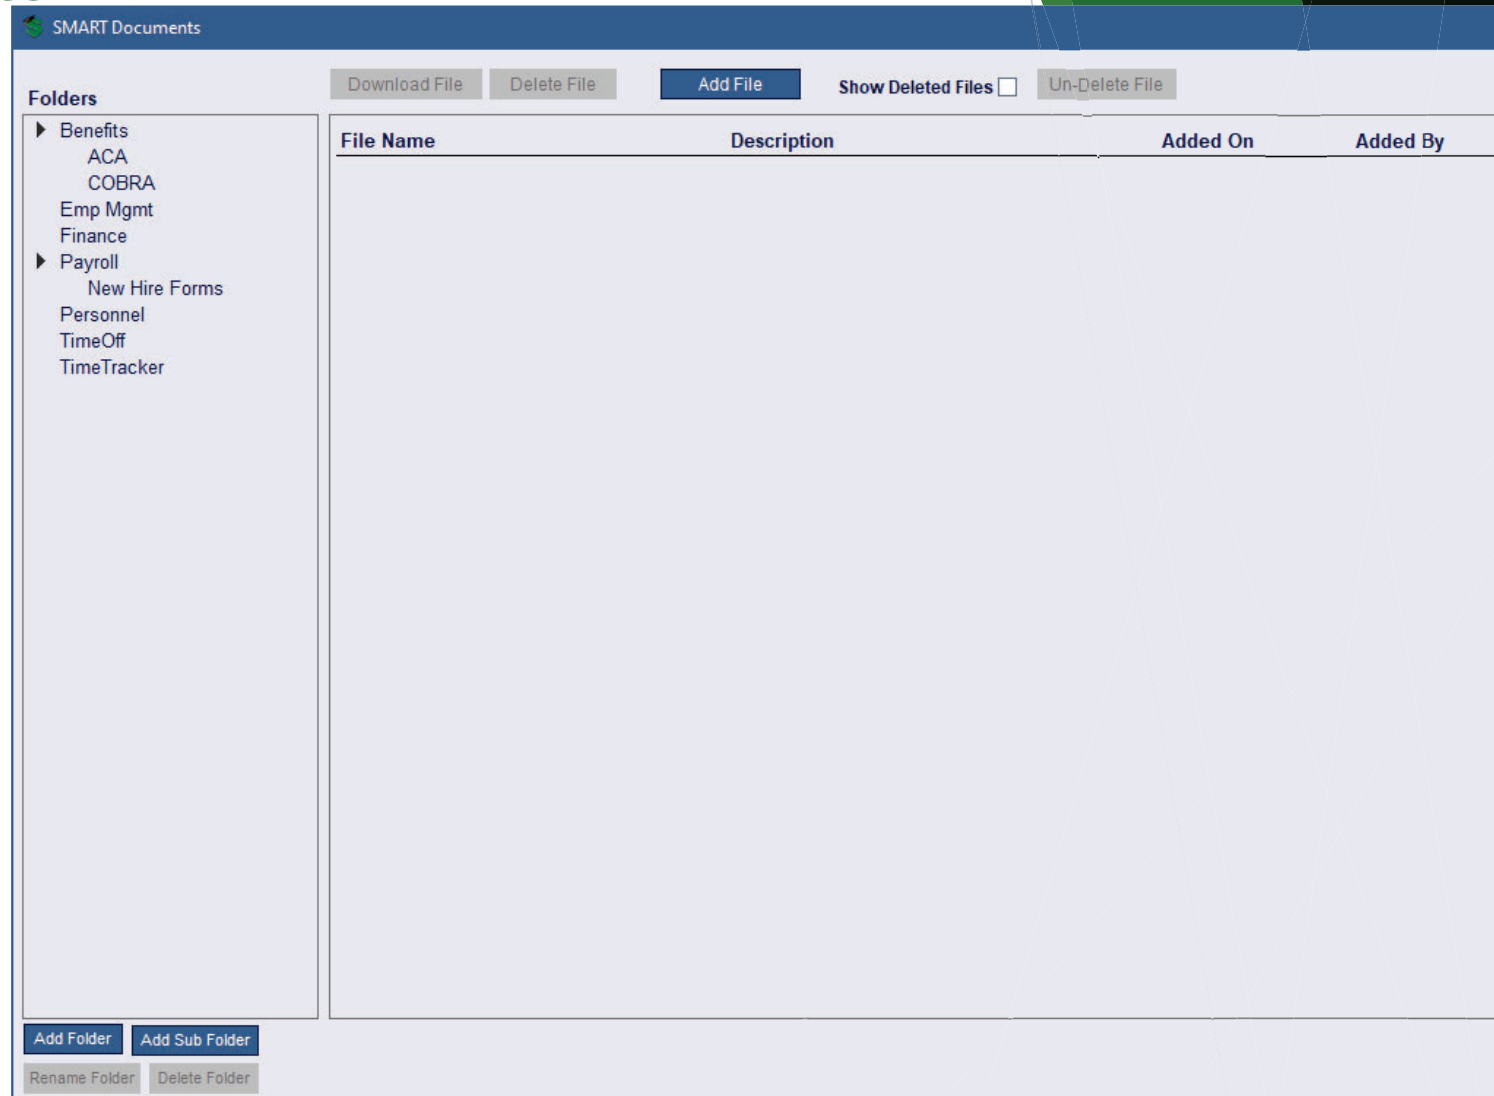 SMART Documents
Download File Delete File Add File Show Deleted Files Un-Delete File
Folders
File Name Description Added On Added By
Benefits
ACA
COBRA
Emp Mgmt
Finance
Payroll
New Hire Forms
Personnel
TimeOff
TimeTracker
Add Folder Add Sub Folder
Rename Folder Delete Folder